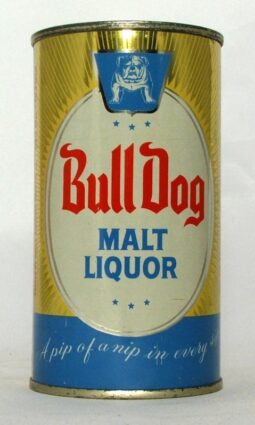 Bull Dog
MALT
LIQUOR
A pip of a nip in every